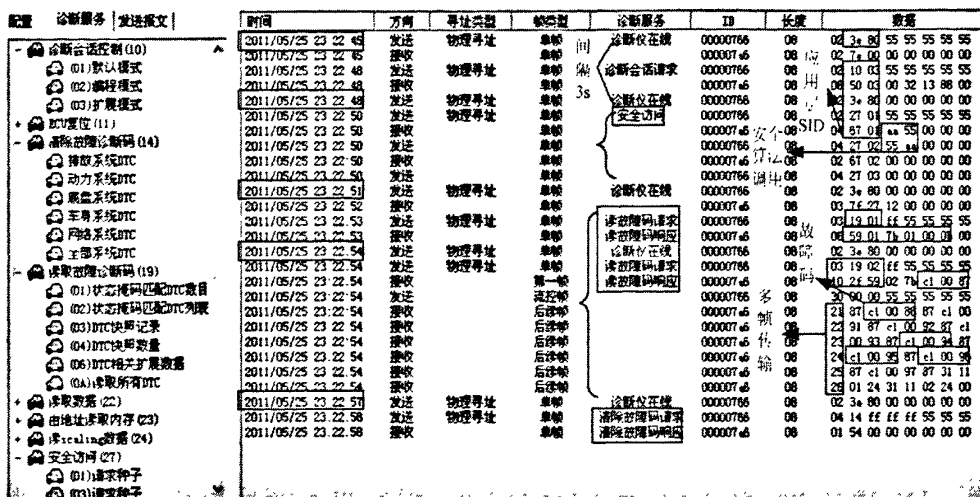 配置 诊断服务 发送报文
诊断会话控制(10)
(01)默认模式
(02)编程模式
(03)扩展模式
ECU复位(11)
清除故障诊断码(14)
排放系统DTC
动力系统DTC
底盘系统DTC
车身系统DTC
网络系统DTC
全部系统DTC
读取故障诊断码(19)
(01)状态掩码匹配DTC数目
(02)状态掩码匹配DTC列表
(03)DTC快照记录
(04)DTC快照数量
(06)DTC相关扩展数据
(0A)读取所有DTC
读取数据(22)
由地址读取内存(23)
读scaling数据(24)
安全访问(27)
(01)请求种子
(03)请求种子
时间 方向 寻址类型 帧类型 诊断服务 ID 长度 数据
2011/05/25 23 22 45 发送 物理寻址 单帧 诊断仪在线 00000766 08 02 3e 80 55 55 55 55 55
2011/05/25 23 22 45 接收 单帧 000007a6 08 02 7e 00 00 00 00 00 00
2011/05/25 23 22 48 发送 物理寻址 单帧 诊断会话请求 00000766 08 02 10 03 55 55 55 55 55
2011/05/25 23 22 48 接收 单帧 000007a6 08 06 50 03 00 32 13 88 00
2011/05/25 23 22 48 发送 物理寻址 单帧 诊断仪在线 00000766 08 02 3e 80 00 00 00 00 00
2011/05/25 23 22 50 发送 物理寻址 单帧 安全访问 00000766 08 02 27 01 55 55 55 55 55
2011/05/25 23 22 50 接收 单帧 000007a6 08 04 67 01 aa 55 00 00 00
2011/05/25 23 22 50 发送 单帧 00000766 08 04 27 02 55 aa 00 00 00
2011/05/25 23 22 50 接收 单帧 000007a6 08 02 67 02 00 00 00 00 00
2011/05/25 23 22 50 发送 单帧 00000766 08 04 27 03 00 00 00 00 00
2011/05/25 23 22 51 发送 物理寻址 单帧 诊断仪在线 00000766 08 02 3e 80 00 00 00 00 00
2011/05/25 23 22 52 接收 单帧 000007a6 08 03 7f 27 12 00 00 00 00
2011/05/25 23 22 53 发送 物理寻址 单帧 读故障码请求 00000766 08 03 19 01 ff 55 55 55 55
2011/05/25 23 22 53 接收 单帧 读故障码响应 000007a6 08 06 59 01 7b 01 00 08 00
2011/05/25 23 22 54 发送 物理寻址 单帧 诊断仪在线 00000766 08 02 3e 80 00 00 00 00 00
2011/05/25 23 22 54 发送 物理寻址 单帧 读故障码请求 00000766 08 03 19 02 ff 55 55 55 55
2011/05/25 23 22 54 接收 第一帧 读故障码响应 000007a6 08 10 2f 59 02 7b c1 00 87
2011/05/25 23 22 54 发送 流控帧 00000766 08 30 00 00 55 55 55 55 55
2011/05/25 23 22 54 接收 后续帧 000007a6 08 21 87 c1 00 88 87 c1 00
2011/05/25 23 22 54 接收 后续帧 000007a6 08 22 91 87 c1 00 92 87 c1
2011/05/25 23 22 54 接收 后续帧 000007a6 08 23 00 93 87 c1 00 94 87
2011/05/25 23 22 54 接收 后续帧 000007a6 08 24 c1 00 95 87 c1 00 96
2011/05/25 23 22 54 接收 后续帧 000007a6 08 25 87 c1 00 97 87 31 11
2011/05/25 23 22 54 接收 后续帧 000007a6 08 26 01 24 31 11 02 24 00
2011/05/25 23 22 57 发送 物理寻址 单帧 诊断仪在线 00000766 08 02 3e 80 00 00 00 00 00
2011/05/25 23 22 58 发送 物理寻址 单帧 清除故障码请求 00000766 08 04 14 ff ff ff 55 55 55
2011/05/25 23 22 58 接收 单帧 清除故障码响应 000007a6 08 01 54 00 00 00 00 00 00
间隔3s
应用层SID
安全算法调用
故障码
多帧传输